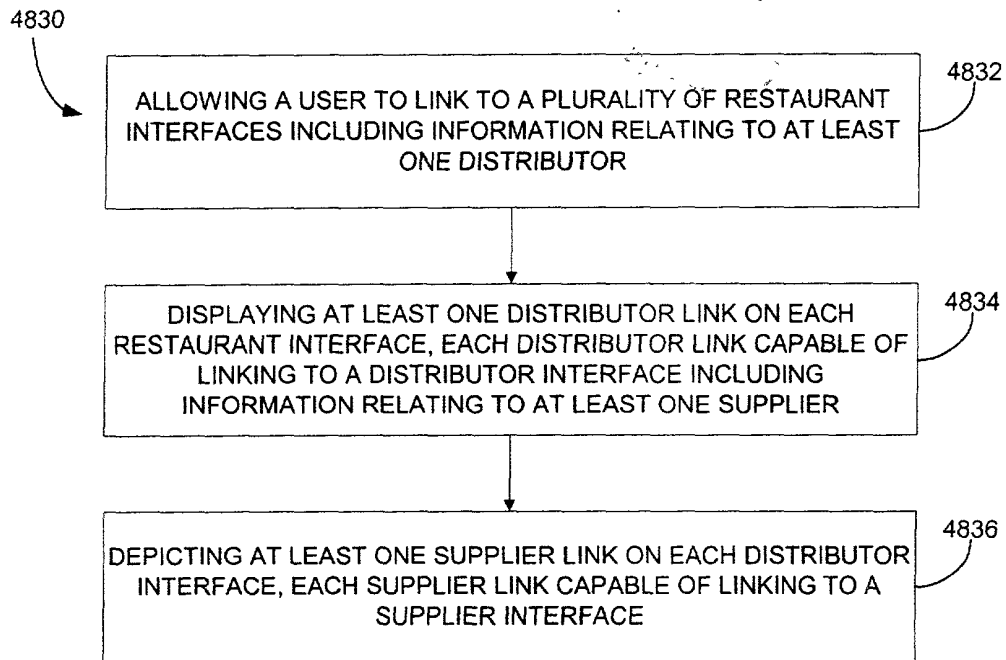 4830
4832
ALLOWING A USER TO LINK TO A PLURALITY OF RESTAURANT
INTERFACES INCLUDING INFORMATION RELATING TO AT LEAST
ONE DISTRIBUTOR
4834
DISPLAYING AT LEAST ONE DISTRIBUTOR LINK ON EACH
RESTAURANT INTERFACE, EACH DISTRIBUTOR LINK CAPABLE OF
LINKING TO A DISTRIBUTOR INTERFACE INCLUDING
INFORMATION RELATING TO AT LEAST ONE SUPPLIER
4836
DEPICTING AT LEAST ONE SUPPLIER LINK ON EACH DISTRIBUTOR
INTERFACE, EACH SUPPLIER LINK CAPABLE OF LINKING TO A
SUPPLIER INTERFACE